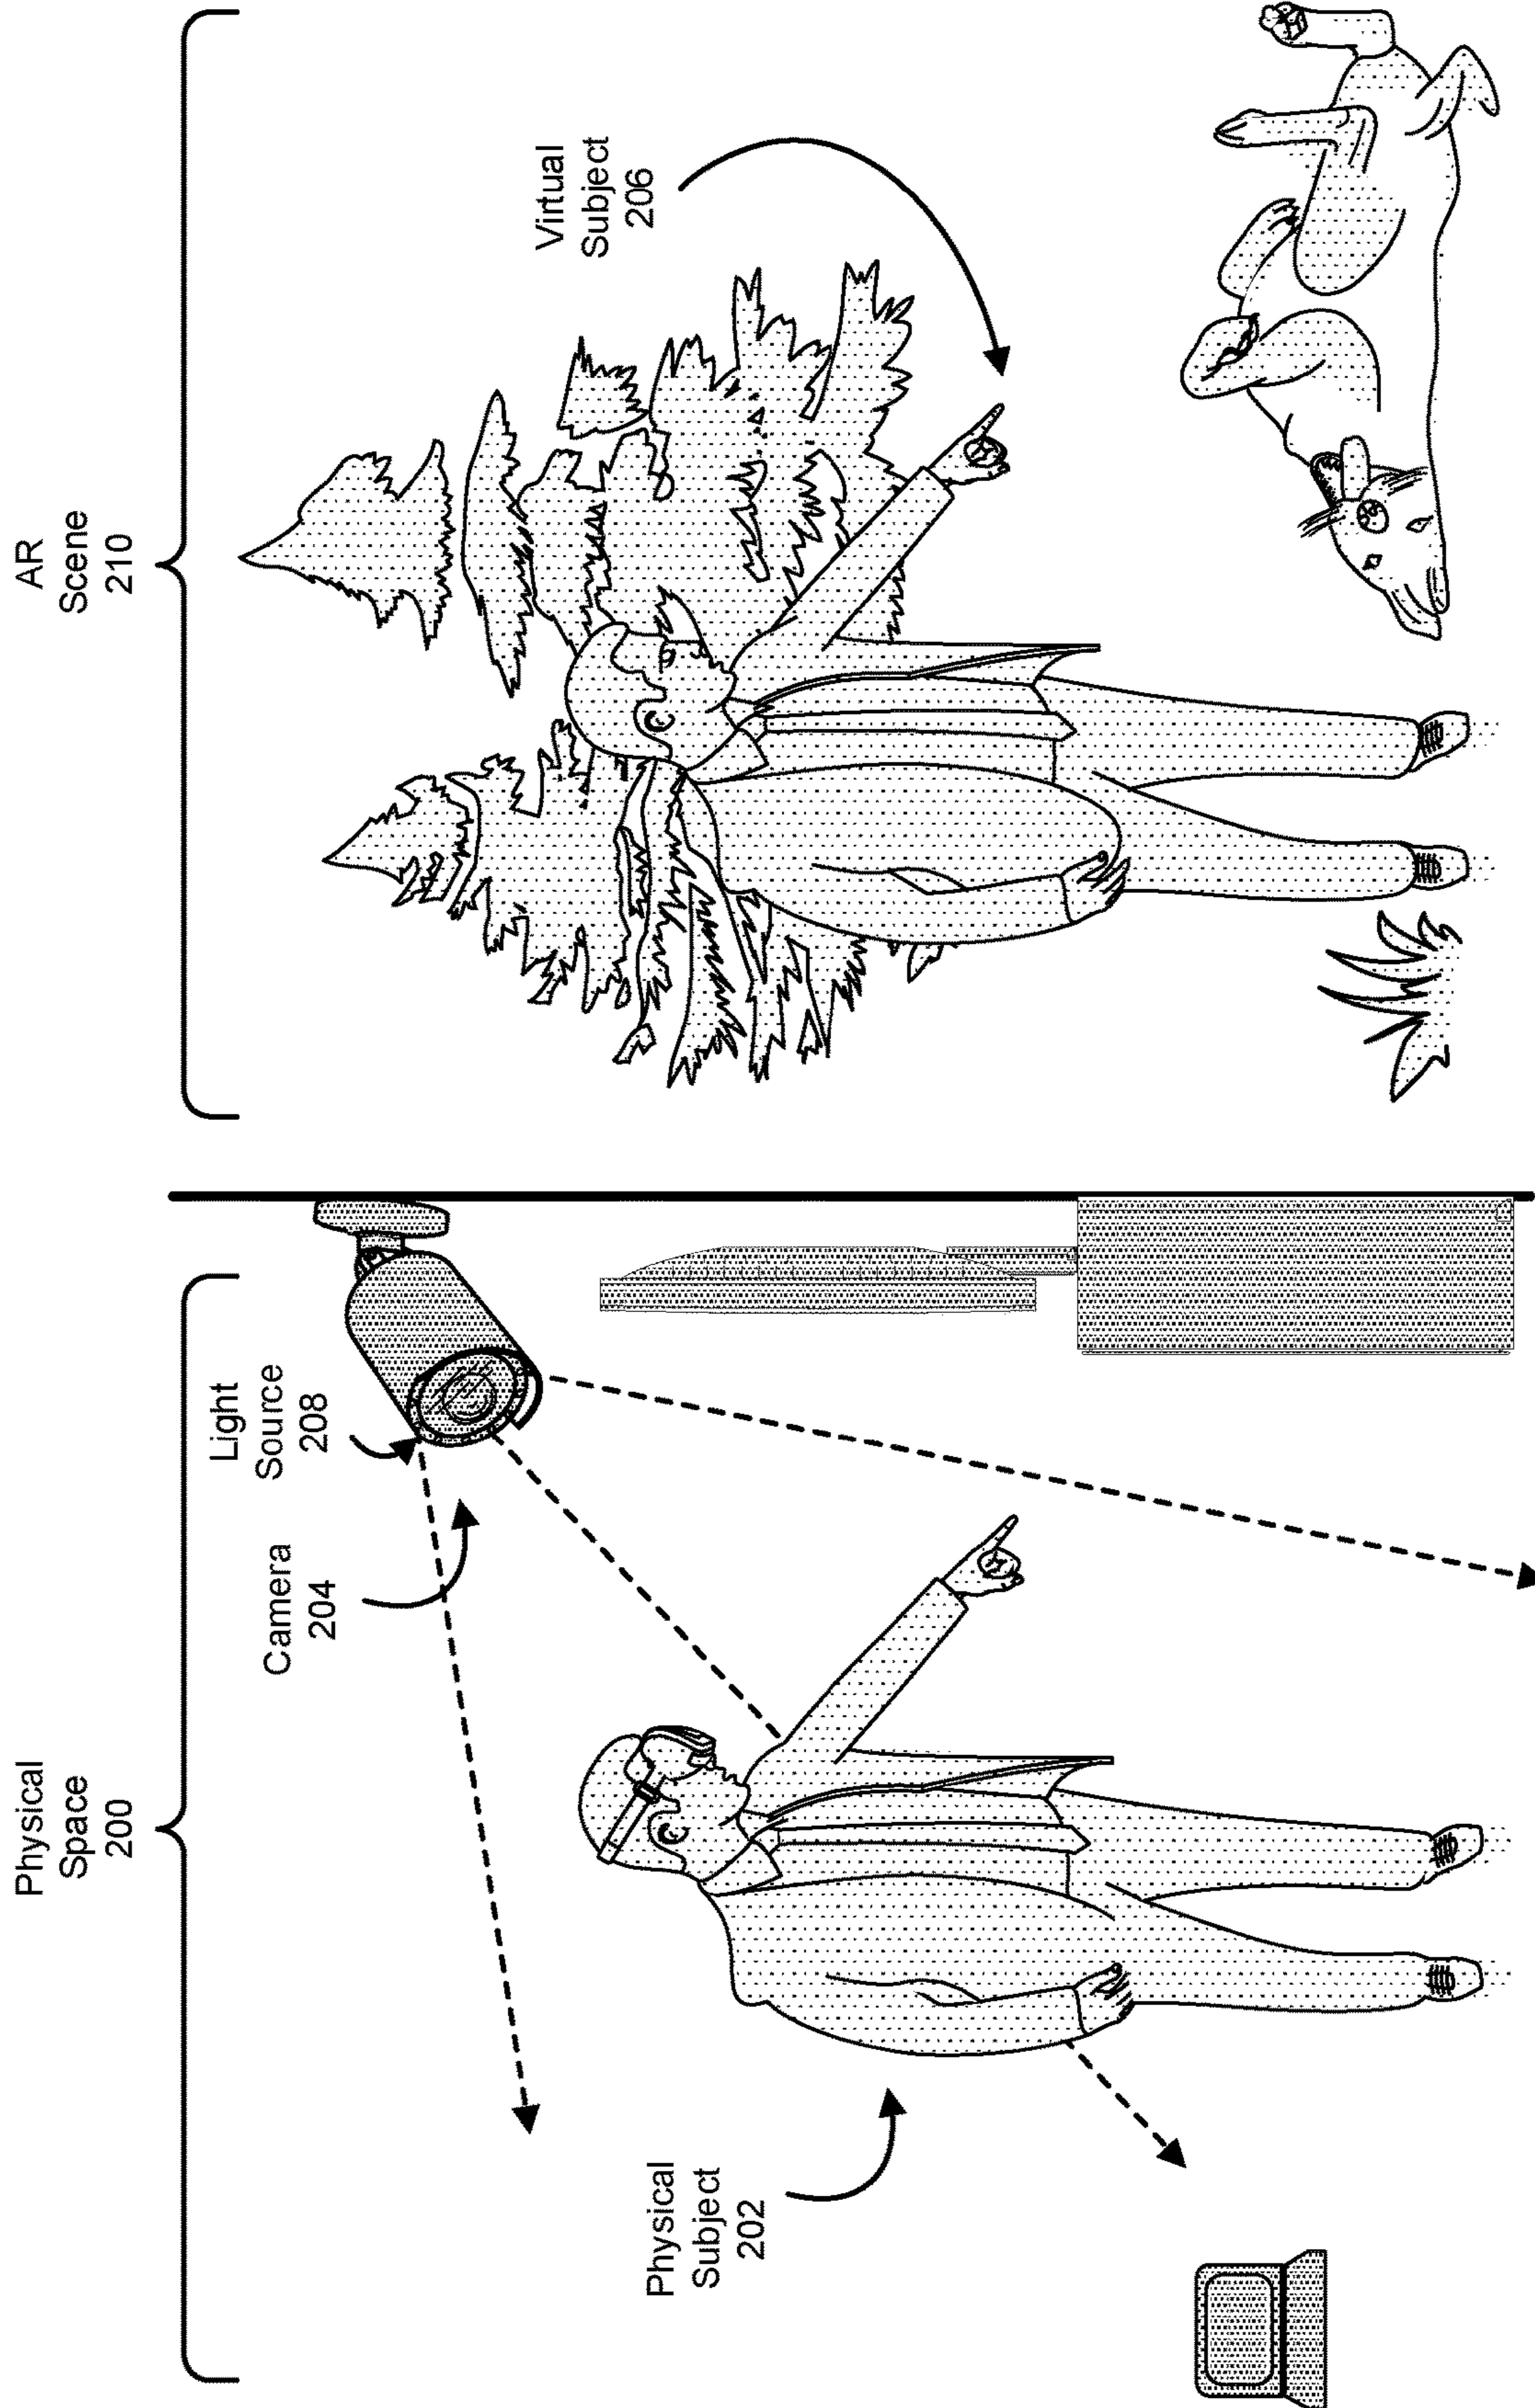 Physical
Space
200
AR
Scene
210
Light
Source
208
Camera
204
Virtual
Subject
206
Physical
Subject
202